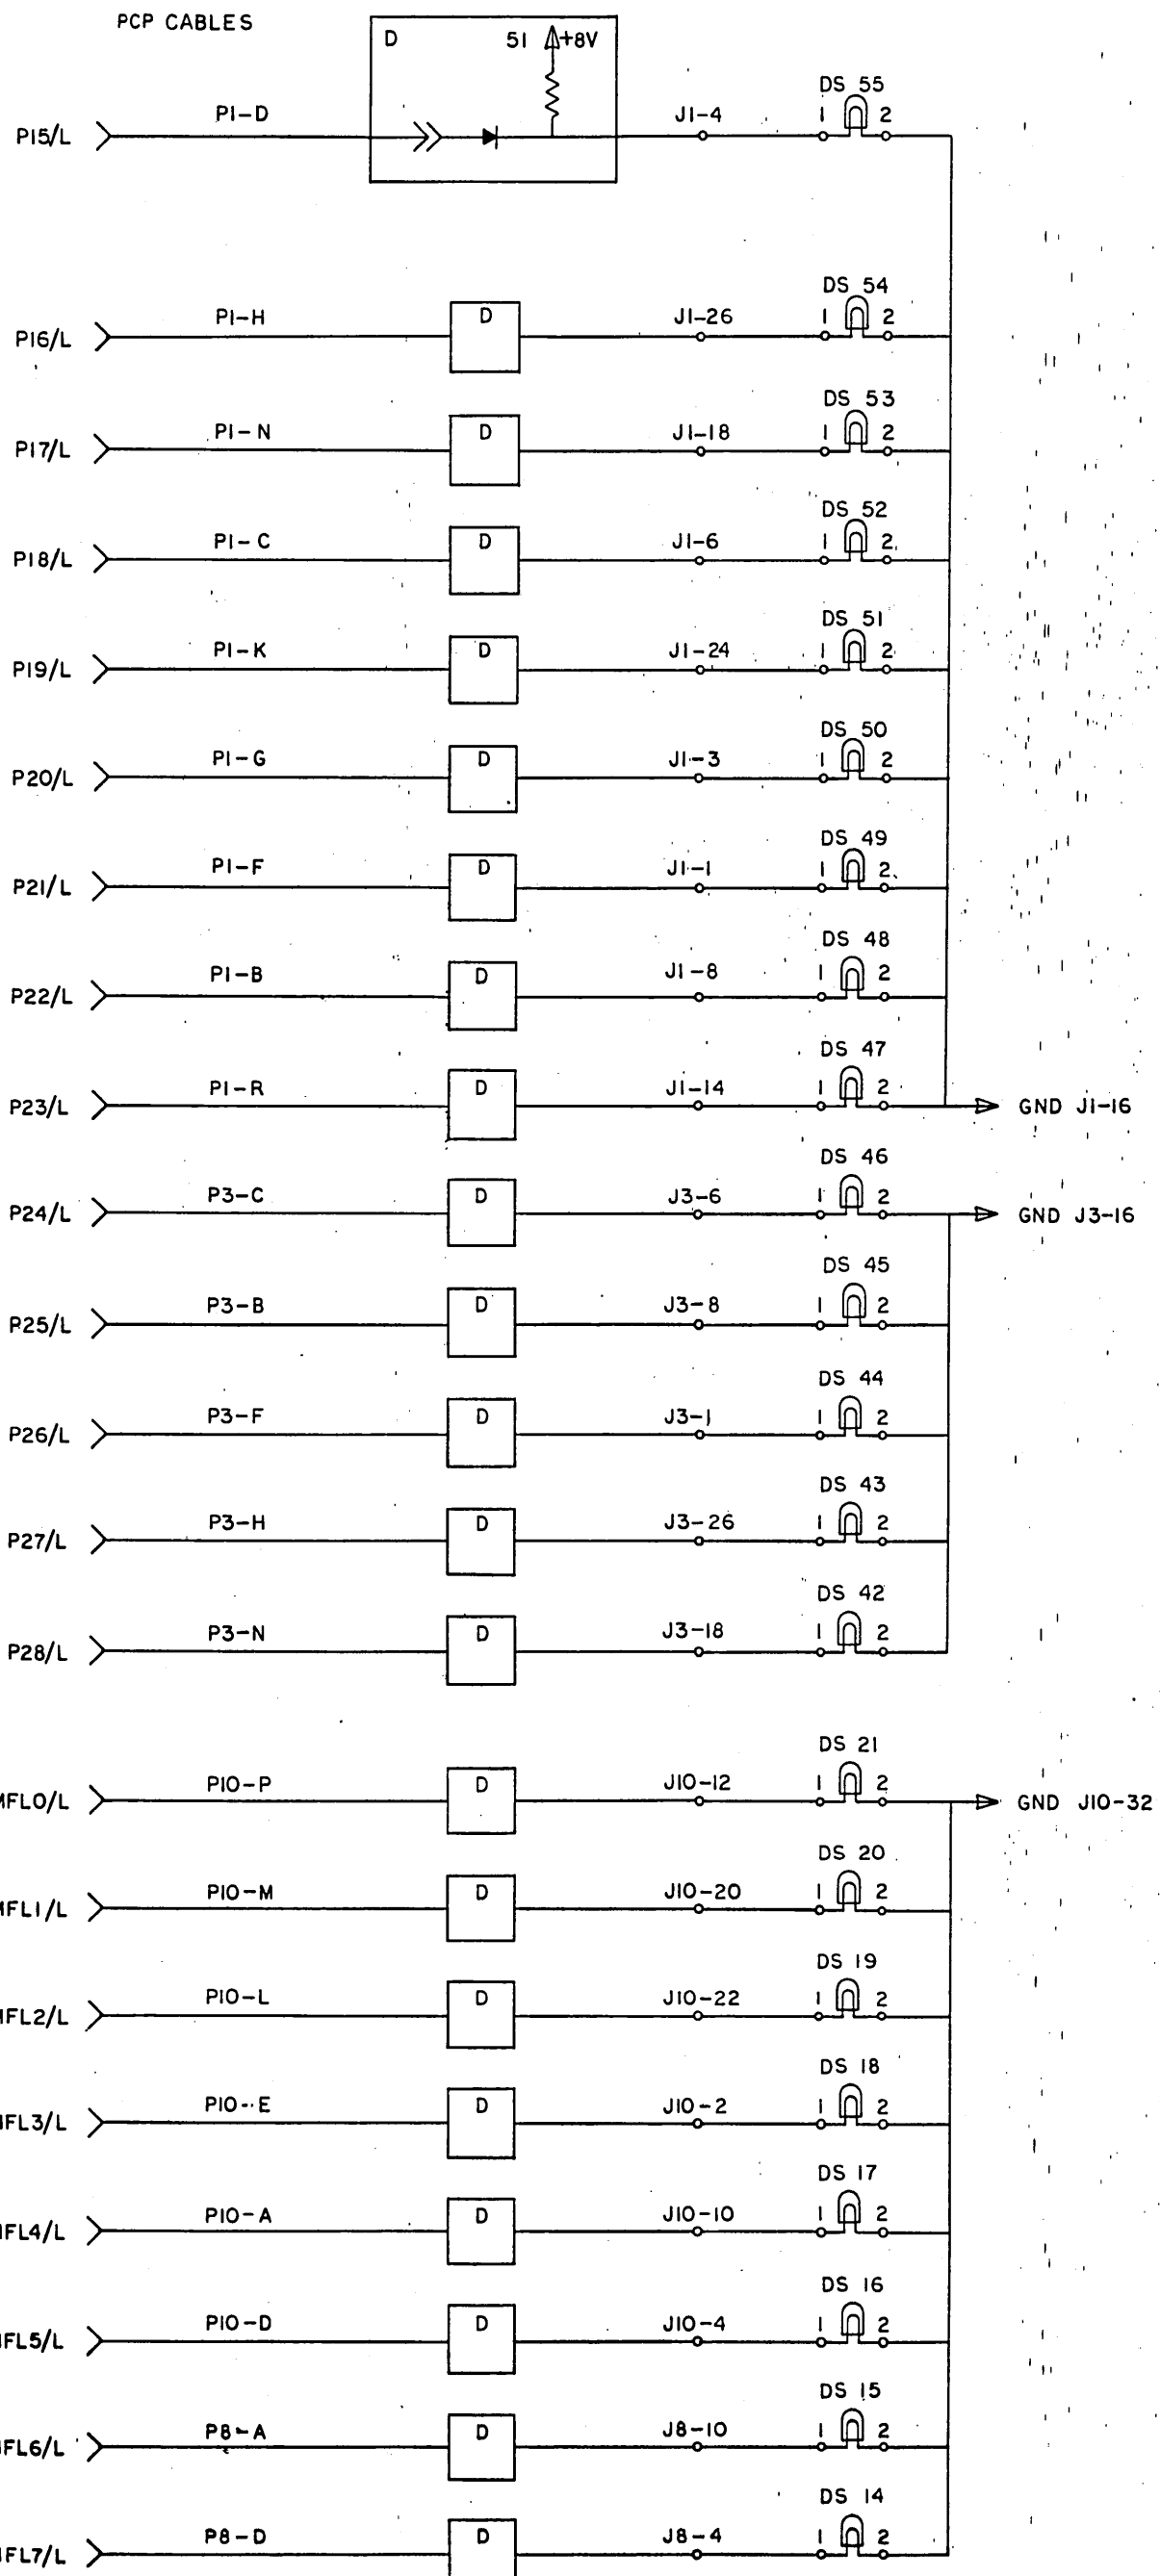 PCP CABLES
D 51 +8V
P15/L P1-D J1-4 DS 55 1 2
P16/L P1-H D J1-26 DS 54 1 2
P17/L P1-N D J1-18 DS 53 1 2
P18/L P1-C D J1-6 DS 52 1 2
P19/L P1-K D J1-24 DS 51 1 2
P20/L P1-G D J1-3 DS 50 1 2
P21/L P1-F D J1-1 DS 49 1 2
P22/L P1-B D J1-8 DS 48 1 2
P23/L P1-R D J1-14 DS 47 1 2 GND J1-16
P24/L P3-C D J3-6 DS 46 1 2 GND J3-16
P25/L P3-B D J3-8 DS 45 1 2
P26/L P3-F D J3-1 DS 44 1 2
P27/L P3-H D J3-26 DS 43 1 2
P28/L P3-N D J3-18 DS 42 1 2
MFL0/L P10-P D J10-12 DS 21 1 2 GND J10-32
MFL1/L P10-M D J10-20 DS 20 1 2
MFL2/L P10-L D J10-22 DS 19 1 2
MFL3/L P10-E D J10-2 DS 18 1 2
MFL4/L P10-A D J10-10 DS 17 1 2
MFL5/L P10-D D J10-4 DS 16 1 2
MFL6/L P8-A D J8-10 DS 15 1 2
MFL7/L P8-D D J8-4 DS 14 1 2